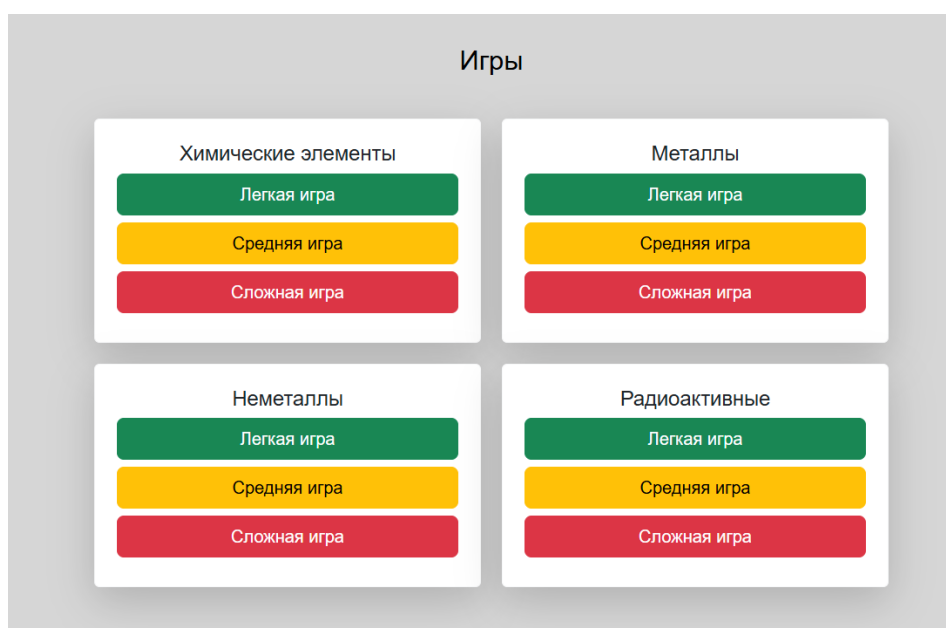 Игры
Химические элементы
Легкая игра
Средняя игра
Сложная игра
Металлы
Легкая игра
Средняя игра
Сложная игра
Неметаллы
Легкая игра
Средняя игра
Сложная игра
Радиоактивные
Легкая игра
Средняя игра
Сложная игра